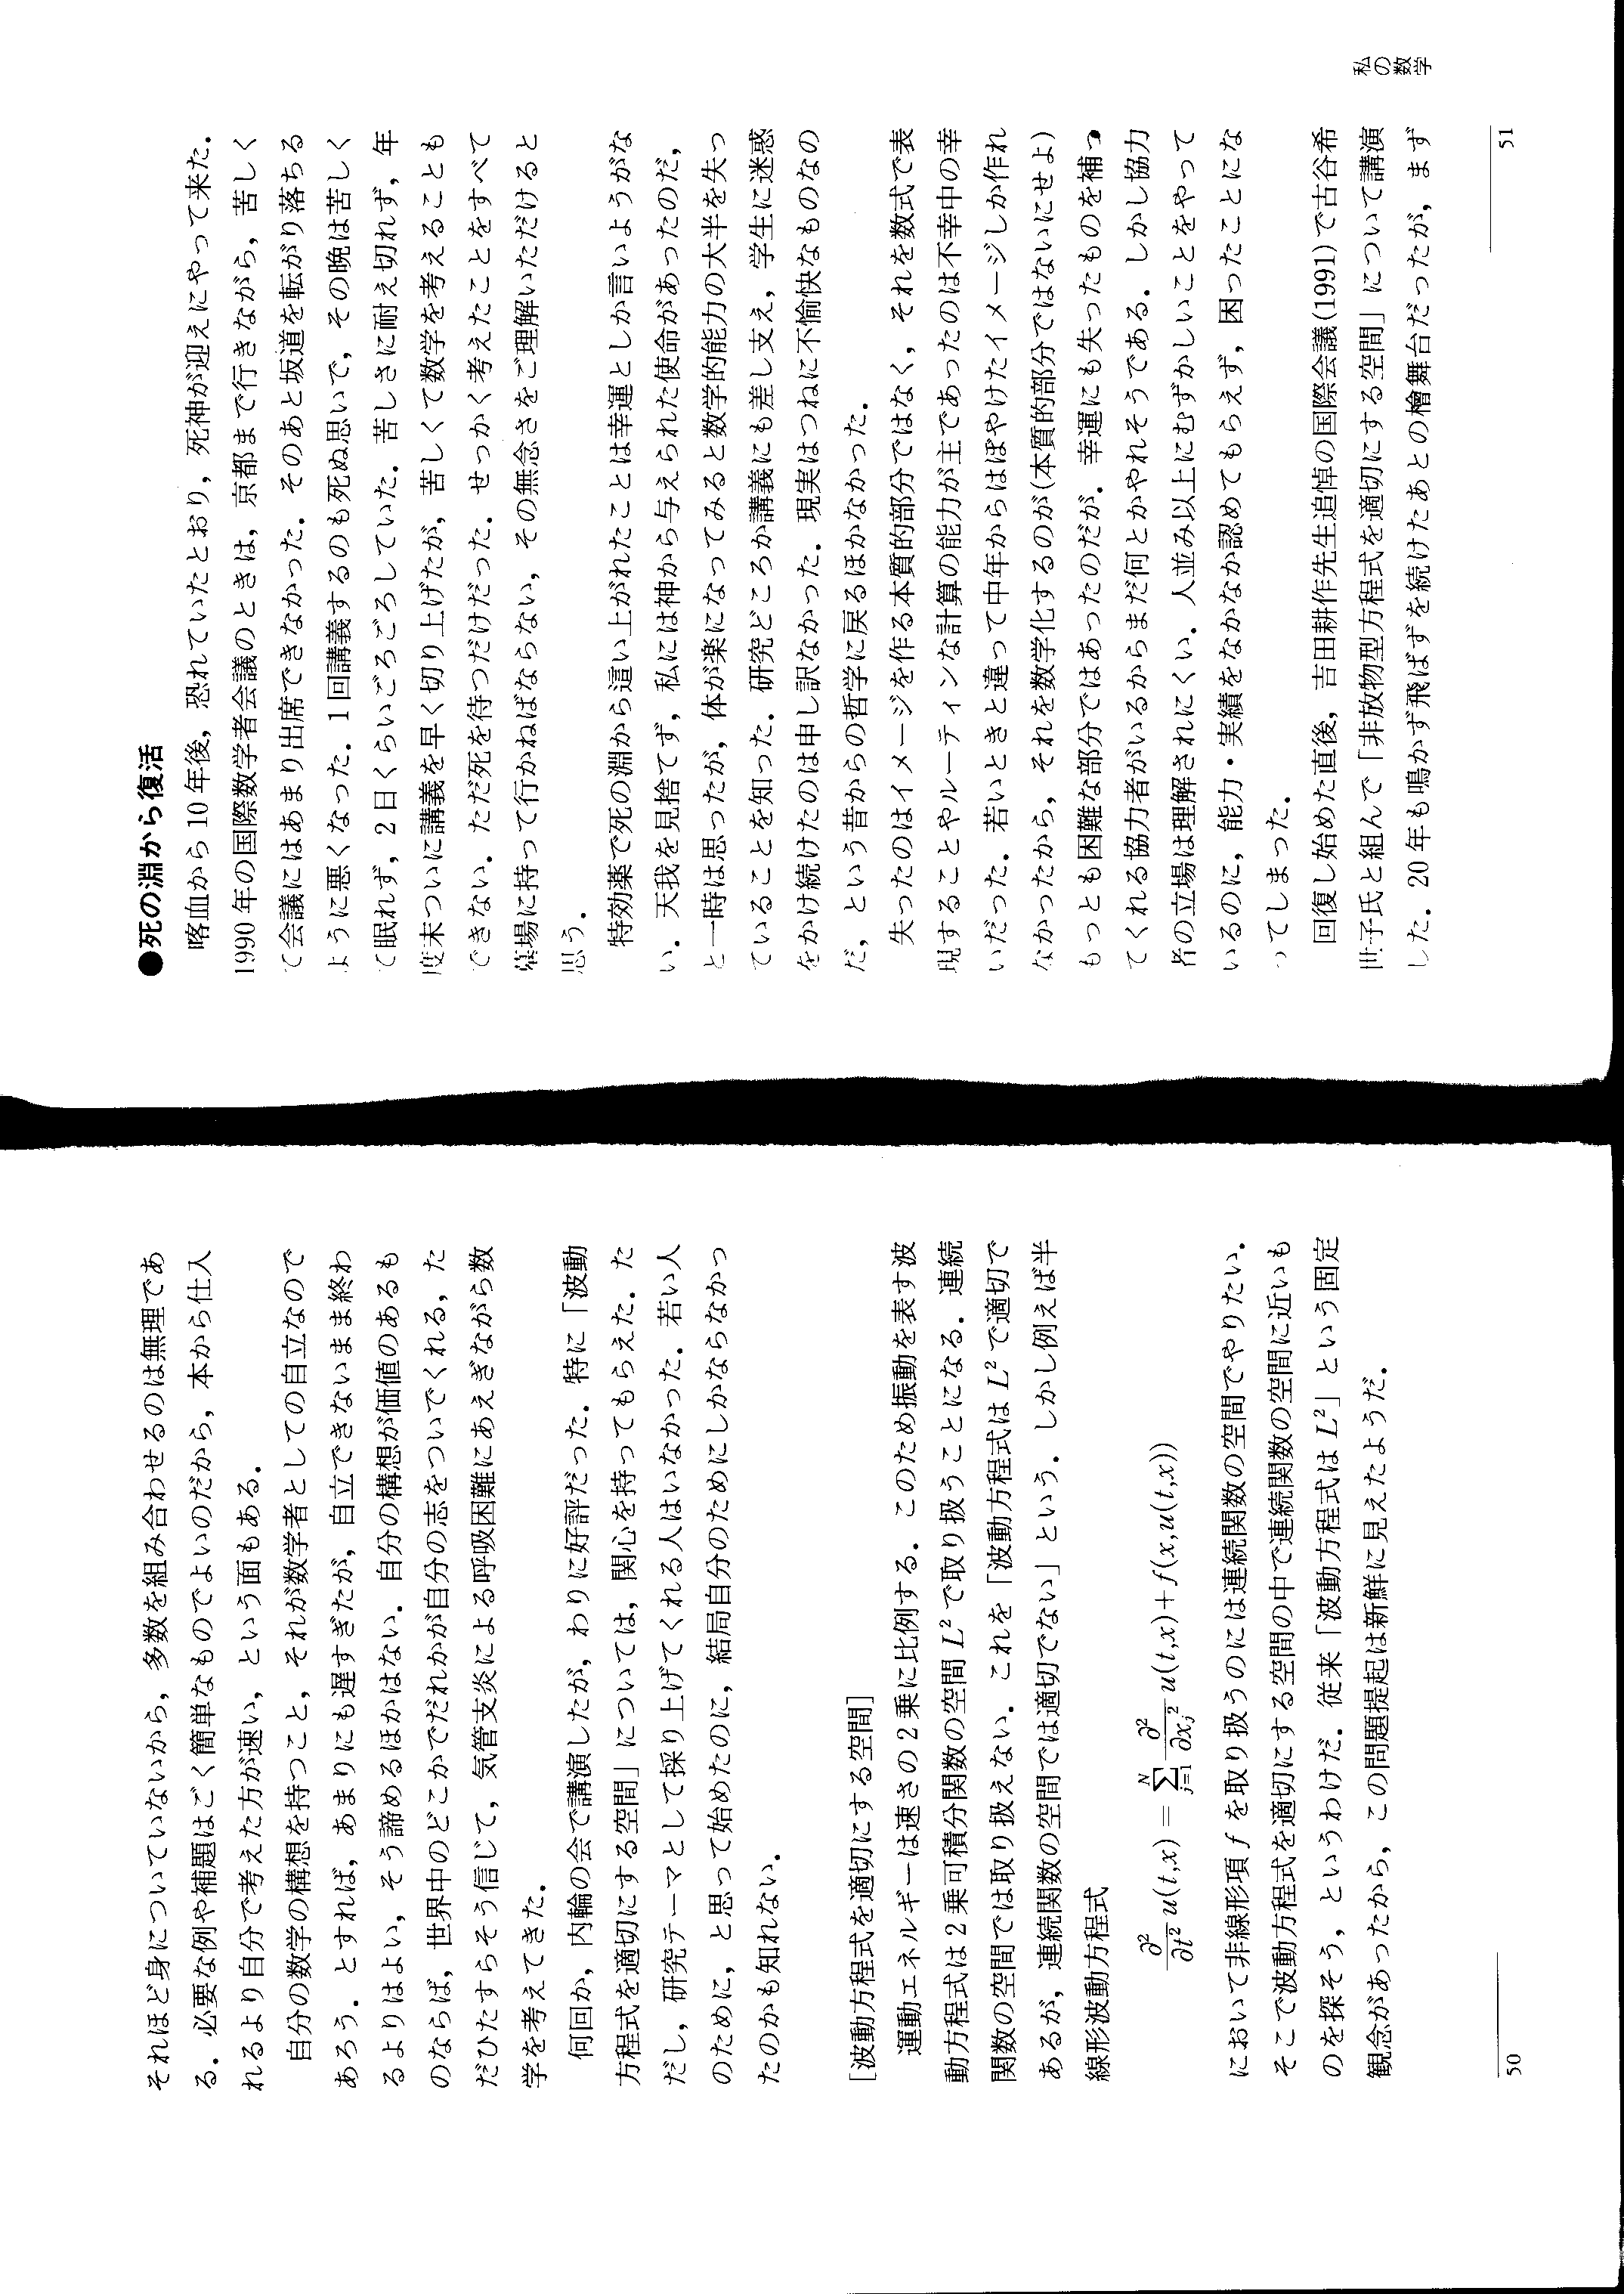 それほど身についていないから，多数を組み合わせるのは無理であ
る．必要な例や補題はごく簡単なものでよいのだから，本から仕入
れるより自分で考えた方が速い，という面もある．
自分の数学の構想を持つこと，それが数学者としての自立なので
あろう．とすれば，あまりにも遅すぎたが，自立できないまま終わ
るよりはよい，そう諦めるほかはない．自分の構想が価値のあるも
のならば，世界中のどこかでだれかが自分の志をついでくれる，た
だひたすらそう信じて，気管支炎による呼吸困難にあえぎながら数
学を考えてきた．
何回か，内輪の会で講演したが，わりに好評だった．特に「波動
方程式を適切にする空間」については，関心を持ってもらえた．た
だし，研究テーマとして採り上げてくれる人はいなかった．若い人
のために，と思って始めたのに，結局自分のためにしかならなかっ
たのかも知れない．
[波動方程式を適切にする空間]
運動エネルギーは速さの2乗に比例する．このため振動を表す波
動方程式は2乗可積分関数の空間 L² で取り扱うことになる．連続
関数の空間では取り扱えない．これを「波動方程式は L² で適切で
あるが，連続関数の空間では適切でない」という．しかし例えば半
線形波動方程式
∂²/∂t² u(t,x) = Σ_{j=1}^{N} ∂²/∂x_j² u(t,x) + f(x,u(t,x))
において非線形項 f を取り扱うのには連続関数の空間でやりたい．
そこで波動方程式を適切にする空間の中で連続関数の空間に近いも
のを探そう，というわけだ．従来「波動方程式は L²」という固定
観念があったから，この問題提起は新鮮に見えたようだ．
50
●死の淵から復活
喀血から10年後，恐れていたとおり，死神が迎えにやって来た．
1990年の国際数学者会議のときは，京都まで行きながら，苦しく
て会議にはあまり出席できなかった．そのあと坂道を転がり落ちる
ように悪くなった．1回講義するのも死ぬ思いで，その晩は苦しく
て眠れず，2日くらいごろごろしていた．苦しさに耐え切れず，年
度末ついに講義を早く切り上げたが，苦しくて数学を考えることも
できない．ただ死を待つだけだった．せっかく考えたことをすべて
墓場に持って行かねばならない，その無念さをご理解いただけると
思う．
特効薬で死の淵から這い上がれたことは幸運としか言いようがな
い．天我を見捨てず，私には神から与えられた使命があったのだ，
と一時は思ったが，体が楽になってみると数学的能力の大半を失っ
ていることを知った．研究どころか講義にも差し支え，学生に迷惑
をかけ続けたのは申し訳なかった．現実はつねに不愉快なものなの
だ，という昔からの哲学に戻るほかなかった．
失ったのはイメージを作る本質的部分ではなく，それを数式で表
現することやルーティンな計算の能力が主であったのは不幸中の幸
いだった．若いときと違って中年からはぼやけたイメージしか作れ
なかったから，それを数学化するのが(本質的部分ではないにせよ)
もっとも困難な部分ではあったのだが．幸運にも失ったものを補っ
てくれる協力者がいるからまだ何とかやれそうである．しかし協力
者の立場は理解されにくい．人並み以上にむずかしいことをやって
いるのに，能力・実績をなかなか認めてもらえず，困ったことにな
ってしまった．
回復し始めた直後，吉田耕作先生追悼の国際会議(1991)で古谷希
世子氏と組んで「非放物型方程式を適切にする空間」について講演
した．20年も鳴かず飛ばずを続けたあとの檜舞台だったが，まず
私の数学
51